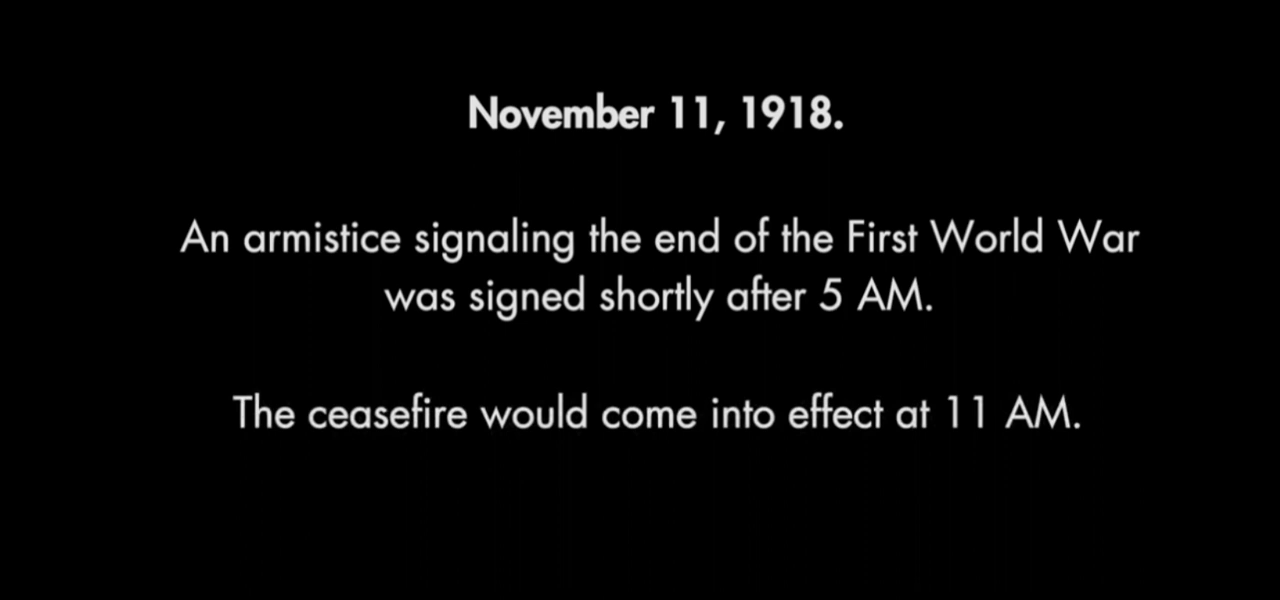 November 11, 1918.
An armistice signaling the end of the First World War
was signed shortly after 5 AM.
The ceasefire would come into effect at 11 AM.